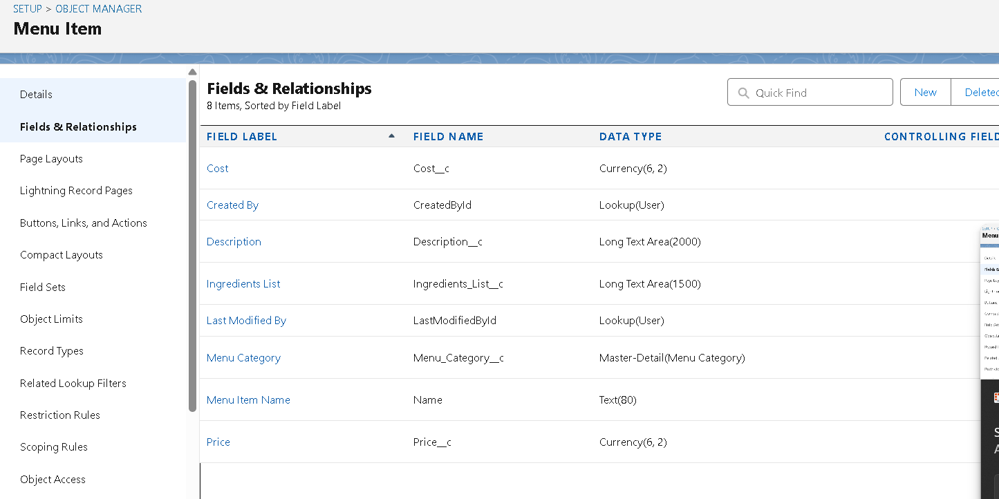 SETUP > OBJECT MANAGER
Menu Item
Details
Fields & Relationships
Page Layouts
Lightning Record Pages
Buttons, Links, and Actions
Compact Layouts
Field Sets
Object Limits
Record Types
Related Lookup Filters
Restriction Rules
Scoping Rules
Object Access
Fields & Relationships
8 Items, Sorted by Field Label
Quick Find
New
Deleted
FIELD LABEL FIELD NAME DATA TYPE CONTROLLING FIELD
Cost Cost__c Currency(6, 2)
Created By CreatedById Lookup(User)
Description Description__c Long Text Area(2000)
Ingredients List Ingredients_List__c Long Text Area(1500)
Last Modified By LastModifiedById Lookup(User)
Menu Category Menu_Category__c Master-Detail(Menu Category)
Menu Item Name Name Text(80)
Price Price__c Currency(6, 2)
Menu
Details